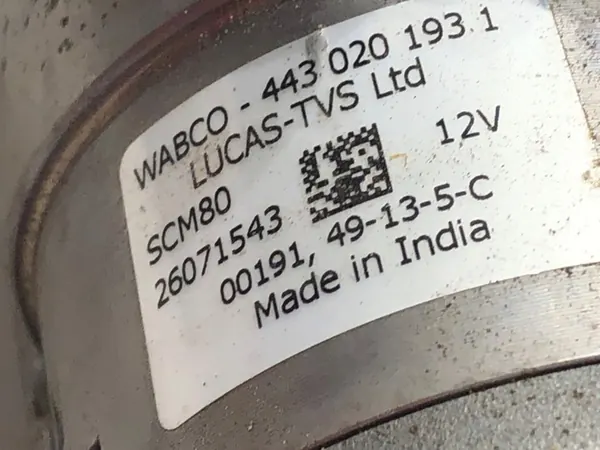 WABCO - 443 020 193 1
LUCAS-TVS Ltd
SCM80
12V
26071543
00191, 49-13-5-C
Made in India